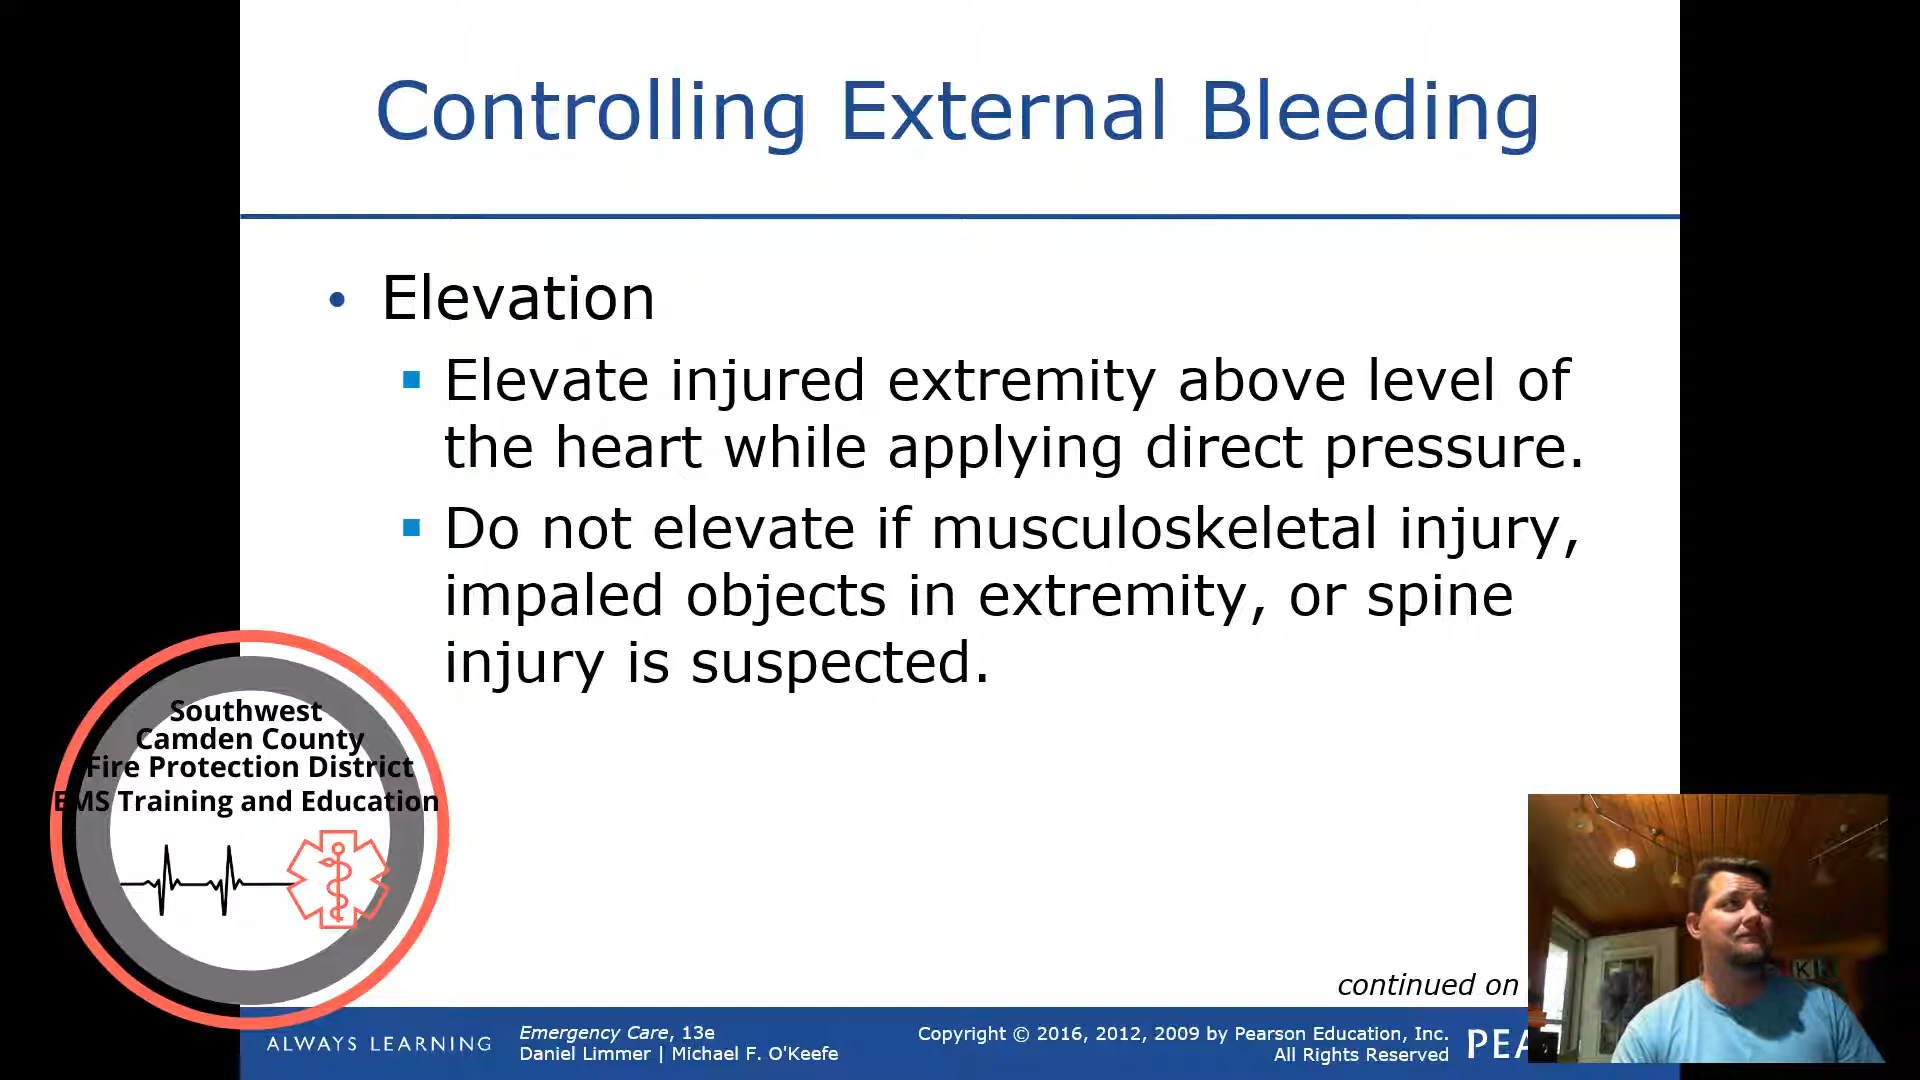 Controlling External Bleeding
• Elevation
▪ Elevate injured extremity above level of
the heart while applying direct pressure.
▪ Do not elevate if musculoskeletal injury,
impaled objects in extremity, or spine
injury is suspected.
Southwest
Camden County
Fire Protection District
EMS Training and Education
continued on
ALWAYS LEARNING
Emergency Care, 13e
Daniel Limmer | Michael F. O'Keefe
Copyright © 2016, 2012, 2009 by Pearson Education, Inc.
All Rights Reserved
PEA